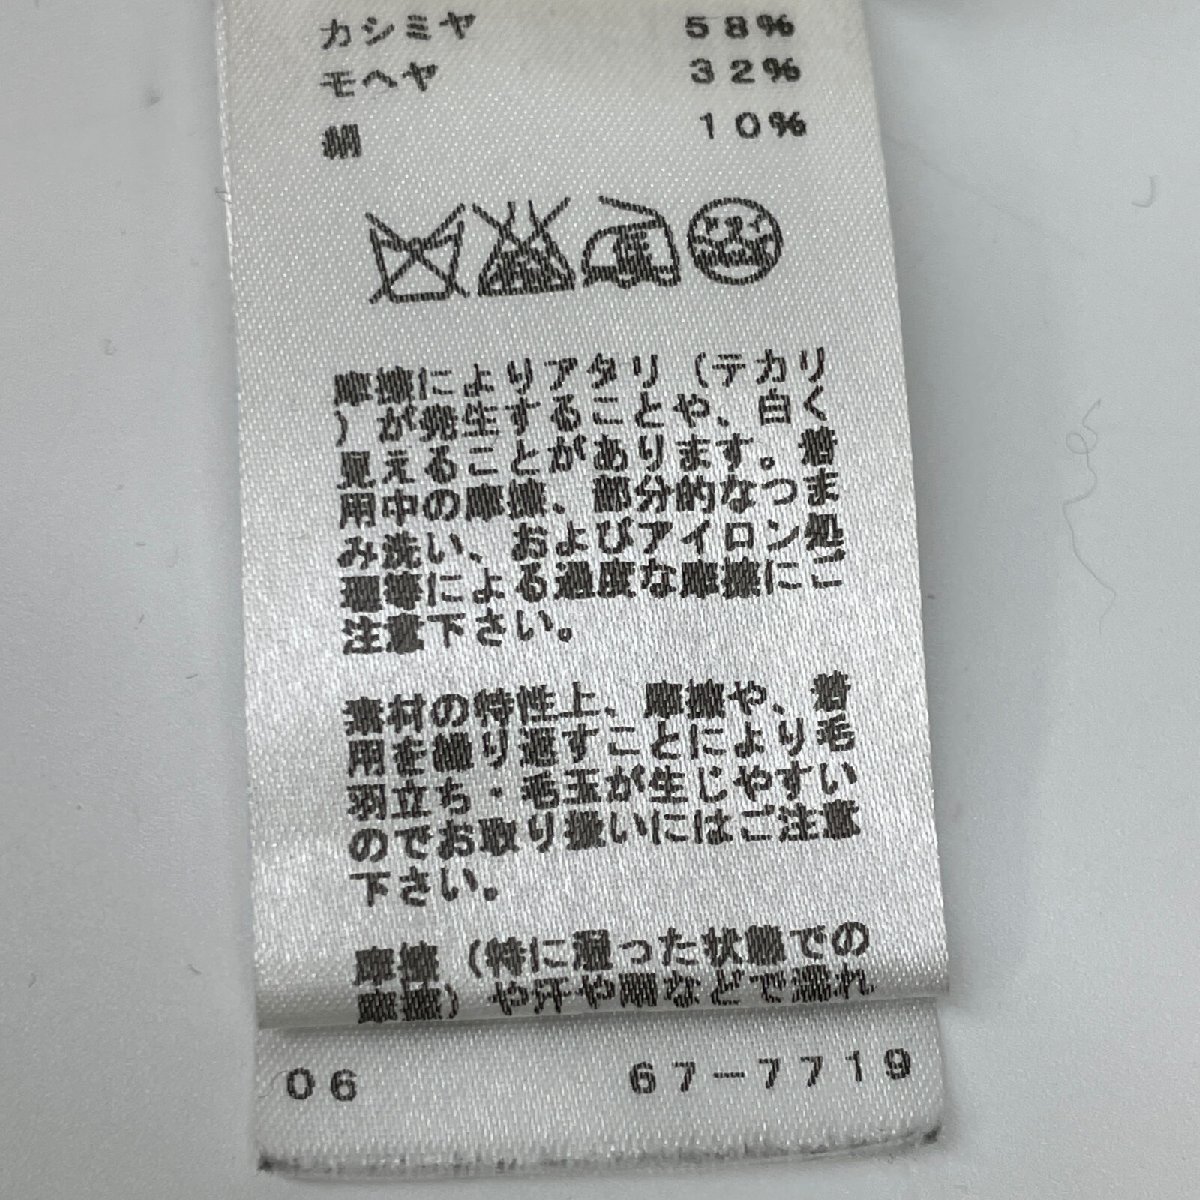 カシミヤ 58%
モヘヤ 32%
絹 10%
低
ドライ
摩擦によりアタリ（テカリ
）が発生することや、白く
見えることがあります。着
用中の摩擦、部分的なつま
み洗い、およびアイロン処
理等による過度な摩擦にご
注意下さい。
素材の特性上、摩擦や、着
用を繰り返すことにより毛
羽立ち・毛玉が生じやすい
のでお取り扱いにはご注意
下さい。
摩擦（特に湿った状態での
摩擦）や汗や雨などで濡れ
06 67-7719